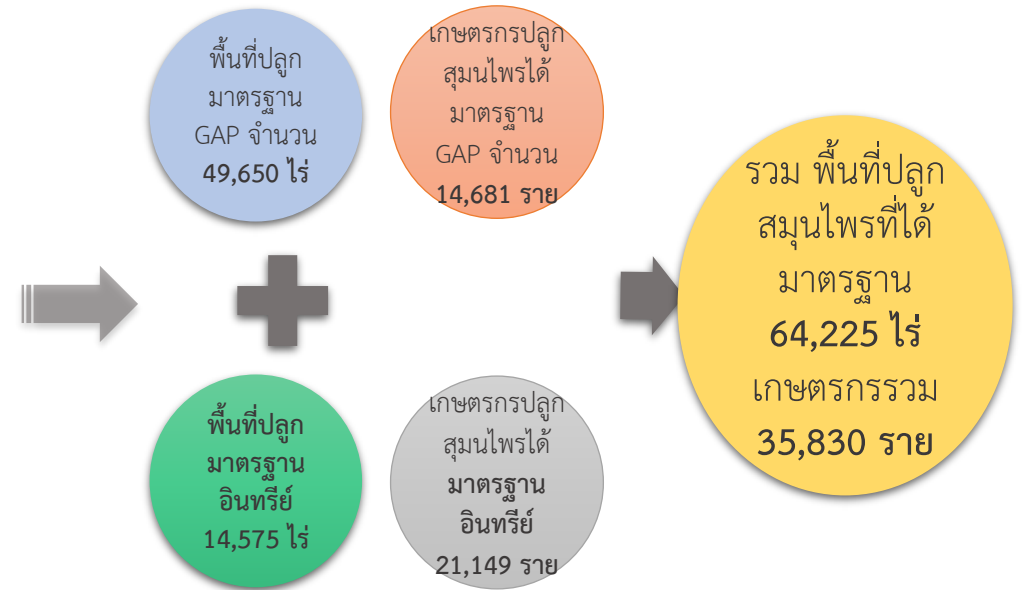 พื้นที่ปลูก
มาตรฐาน
GAP จำนวน
49,650 ไร่
เกษตรกรปลูก
สุมนไพรได้
มาตรฐาน
GAP จำนวน
14,681 ราย
พื้นที่ปลูก
มาตรฐาน
อินทรีย์
14,575 ไร่
เกษตรกรปลูก
สุมนไพรได้
มาตรฐาน
อินทรีย์
21,149 ราย
รวม พื้นที่ปลูก
สมุนไพรที่ได้
มาตรฐาน
64,225 ไร่
เกษตรกรรวม
35,830 ราย